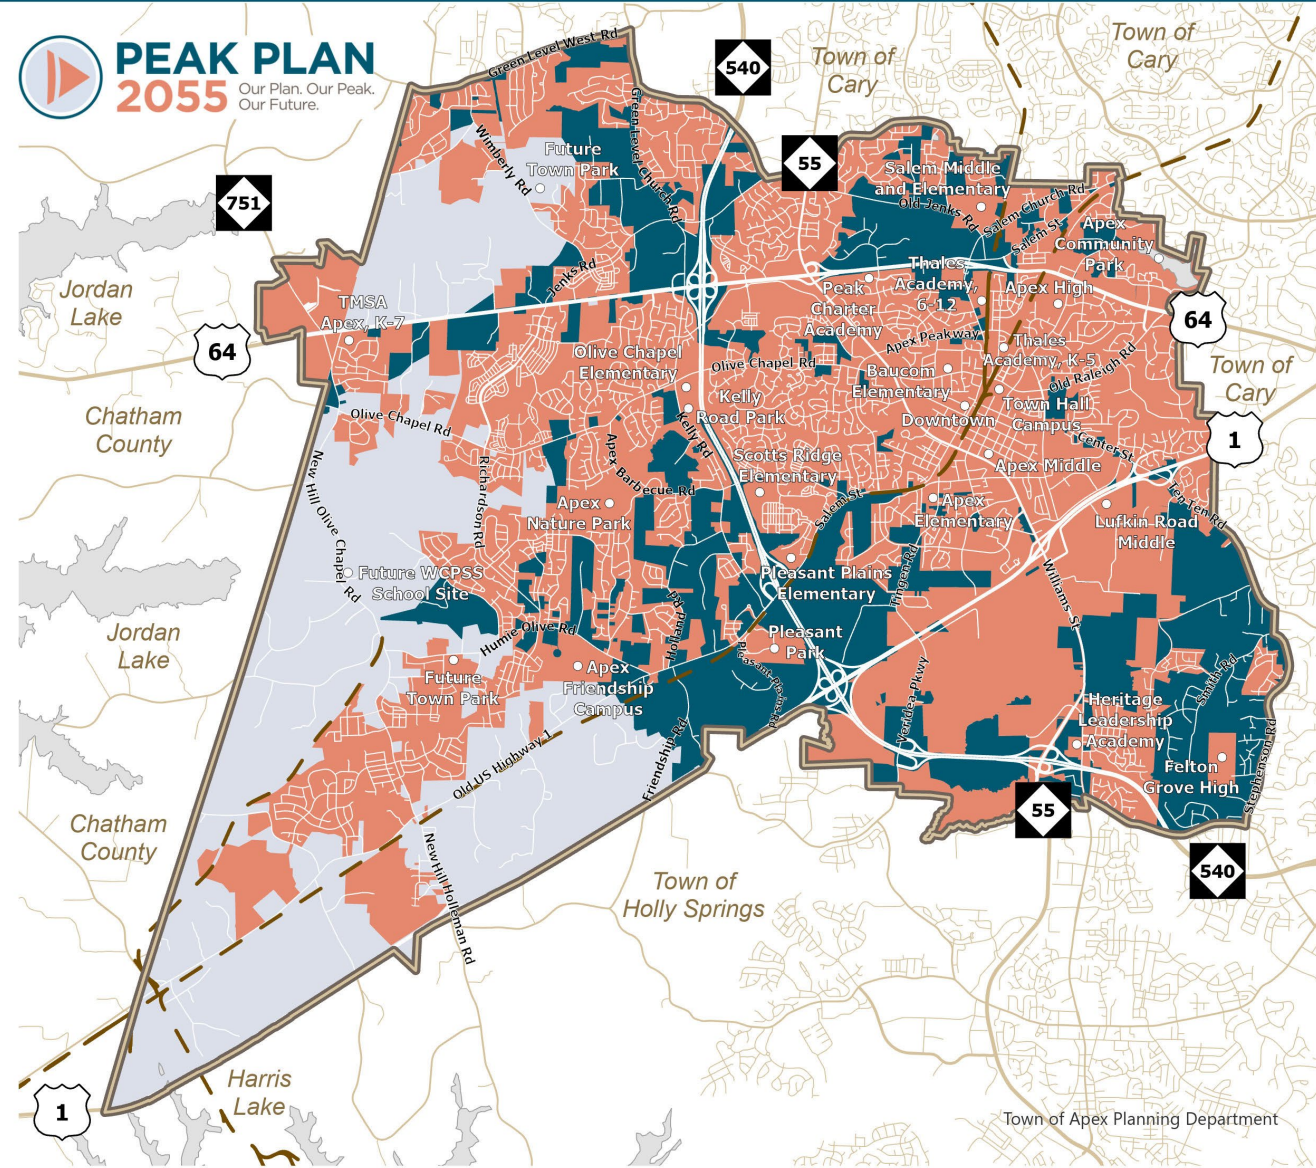 PEAK PLAN
2055 Our Plan. Our Peak.
Our Future.
Green Level West Rd
540
Town of
Cary
Town of
Cary
Green Level Church Rd
Wimberly Rd
Future
Town Park
55
Salem Middle
and Elementary
Old Jenks Rd
Salem Church Rd
Salem St
751
Apex
Community
Park
Jordan
Lake
TMSA
Apex, K-7
Jenks Rd
Peak
Charter
Academy
Thales
Academy,
6-12
Apex High
64
64
Olive Chapel
Elementary
Olive Chapel Rd
Apex Peakway
Thales
Academy, K-5
Old Raleigh Rd
Baucom
Elementary
Town of
Cary
Chatham
County
Olive Chapel Rd
Kelly
Road Park
Kelly Rd
Downtown
Town Hall
Campus
Center St
1
New Hill Olive Chapel Rd
Richardson Rd
Apex Barbecue Rd
Scotts Ridge
Elementary
Apex Middle
Ten Ten Rd
Apex
Nature Park
Salem St
Apex
Elementary
Lufkin Road
Middle
Future WCPSS
School Site
Pleasant Plains
Elementary
Tingen Rd
Williams St
Jordan
Lake
Humie Olive Rd
Holland Rd
Pleasant
Park
Pleasant Plains Rd
Future
Town Park
Apex
Friendship
Campus
Veridea Pkwy
Smith Rd
Heritage
Leadership
Academy
Old US Highway 1
Friendship Rd
Felton
Grove High
Stephenson Rd
55
Chatham
County
New Hill Holleman Rd
540
Town of
Holly Springs
Harris
Lake
1
Town of Apex Planning Department